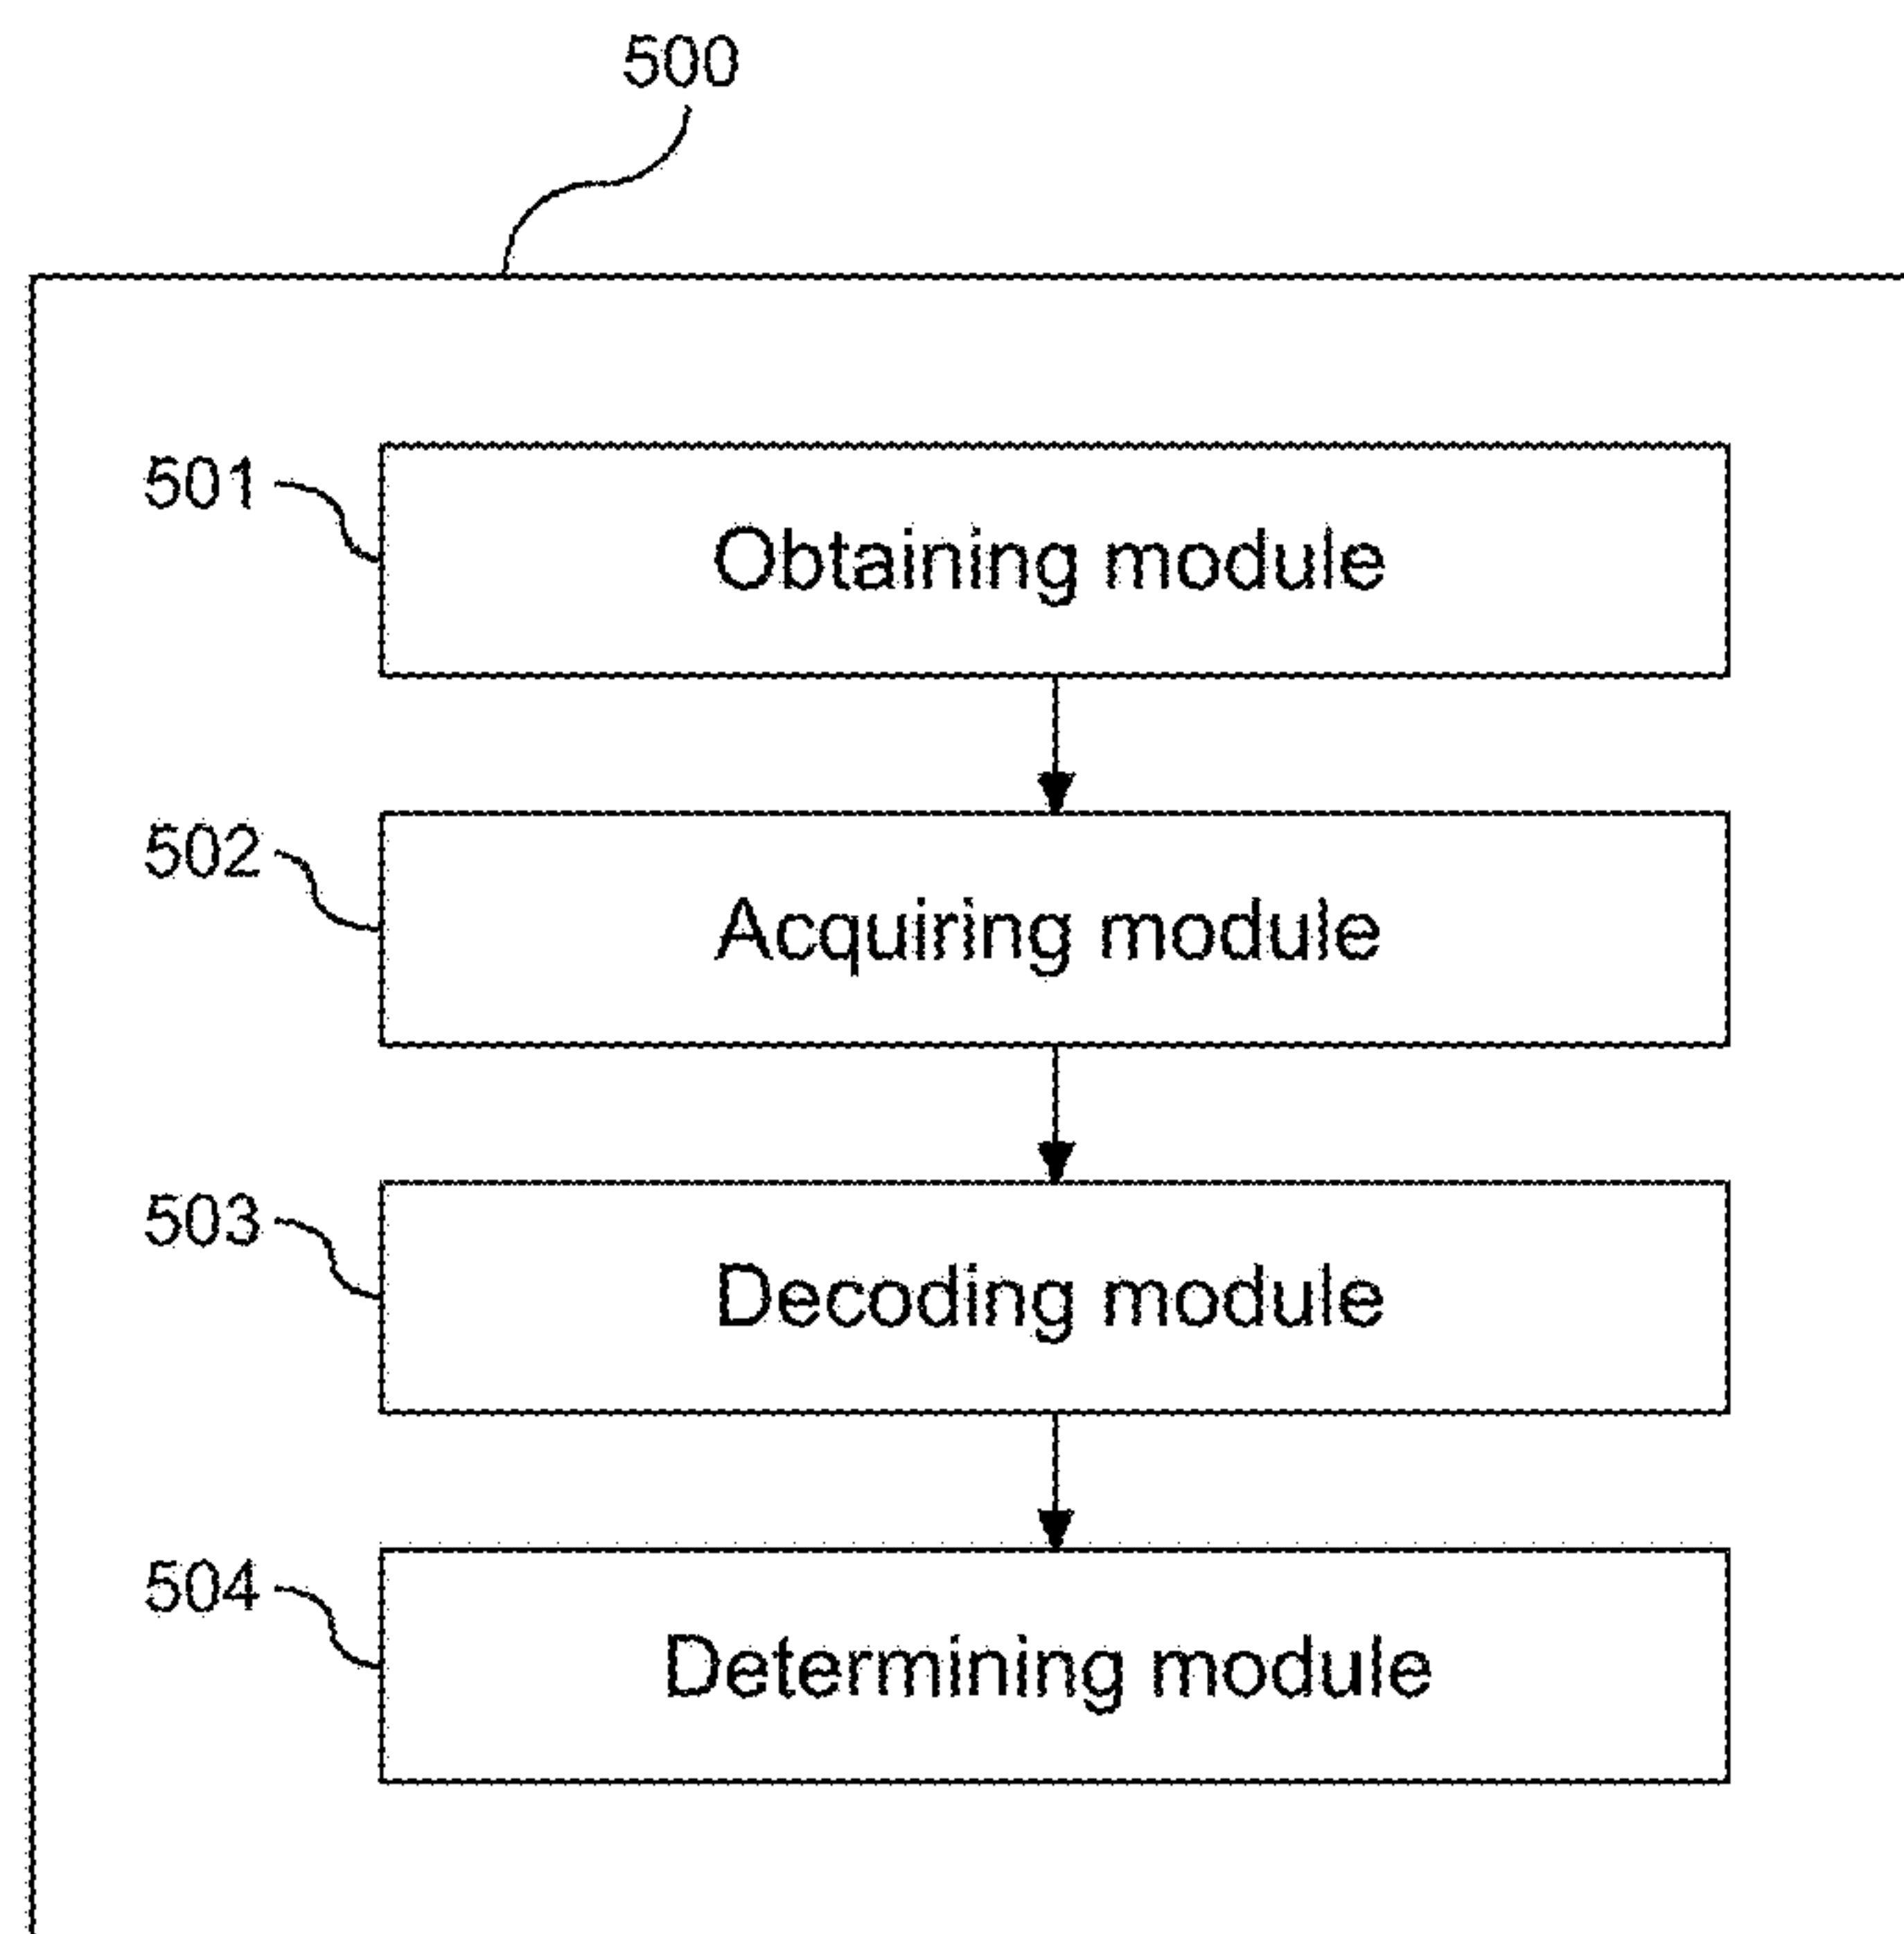 500
501
Obtaining module
502
Acquiring module
503
Decoding module
504
Determining module